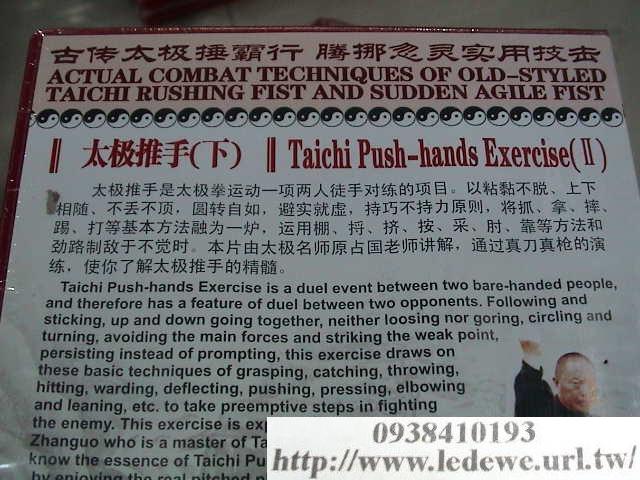 古传太极捶霸行 腾挪忽灵实用技击
ACTUAL COMBAT TECHNIQUES OF OLD-STYLED
TAICHI RUSHING FIST AND SUDDEN AGILE FIST
太极推手(下) Taichi Push-hands Exercise(Ⅱ)
太极推手是太极拳运动一项两人徒手对练的项目。以粘黏不脱、上下
相随、不丢不顶，圆转自如，避实就虚，持巧不持力原则，将抓、拿、摔、
踢、打等基本方法融为一炉，运用棚、捋、挤、按、采、肘、靠等方法和
劲路制敌于不觉时。本片由太极名师原占国老师讲解，通过真刀真枪的演
练，使你了解太极推手的精髓。
Taichi Push-hands Exercise is a duel event between two bare-handed people,
and therefore has a feature of duel between two opponents. Following and
sticking, up and down going together, neither loosing nor goring, circling and
turning, avoiding the main forces and striking the weak point,
persisting instead of prompting, this exercise draws on
these basic techniques of grasping, catching, throwing,
hitting, warding, deflecting, pushing, pressing, elbowing
and leaning, etc. to take preemptive steps in fighting
the enemy. This exercise is
Zhanguo who is a master of
know the essence of Taichi
by enjoying the real pitched
0938410193
http://www.ledewe.url.tw/